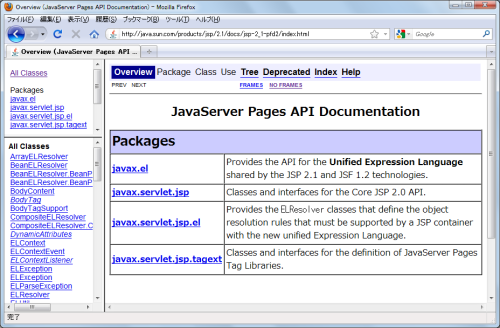 Overview (JavaServer Pages API Documentation) - Mozilla Firefox
ファイル(F) 編集(E) 表示(V) 履歴(S) ブックマーク(B) ツール(T) ヘルプ(H)
http://java.sun.com/products/jsp/2.1/docs/jsp-2_1-pfd2/index.html
Google
Overview (JavaServer Pages API ...
All Classes
Packages
javax.el
javax.servlet.jsp
javax.servlet.jsp.el
javax.servlet.jsp.tagext
All Classes
ArrayELResolver
BeanELResolver
BeanELResolver.BeanP
BeanELResolver.BeanP
BodyContent
BodyTag
BodyTagSupport
CompositeELResolver
CompositeELResolver.C
DynamicAttributes
ELContext
ELContextEvent
ELContextListener
ELException
ELException
ELParseException
ELResolver
Overview Package Class Use Tree Deprecated Index Help
PREV NEXT FRAMES NO FRAMES
JavaServer Pages API Documentation
Packages
javax.el
Provides the API for the Unified Expression Language
shared by the JSP 2.1 and JSF 1.2 technologies.
javax.servlet.jsp
Classes and interfaces for the Core JSP 2.0 API.
javax.servlet.jsp.el
Provides the ELResolver classes that define the object
resolution rules that must be supported by a JSP container
with the new unified Expression Language.
javax.servlet.jsp.tagext
Classes and interfaces for the definition of JavaServer Pages
Tag Libraries.
完了